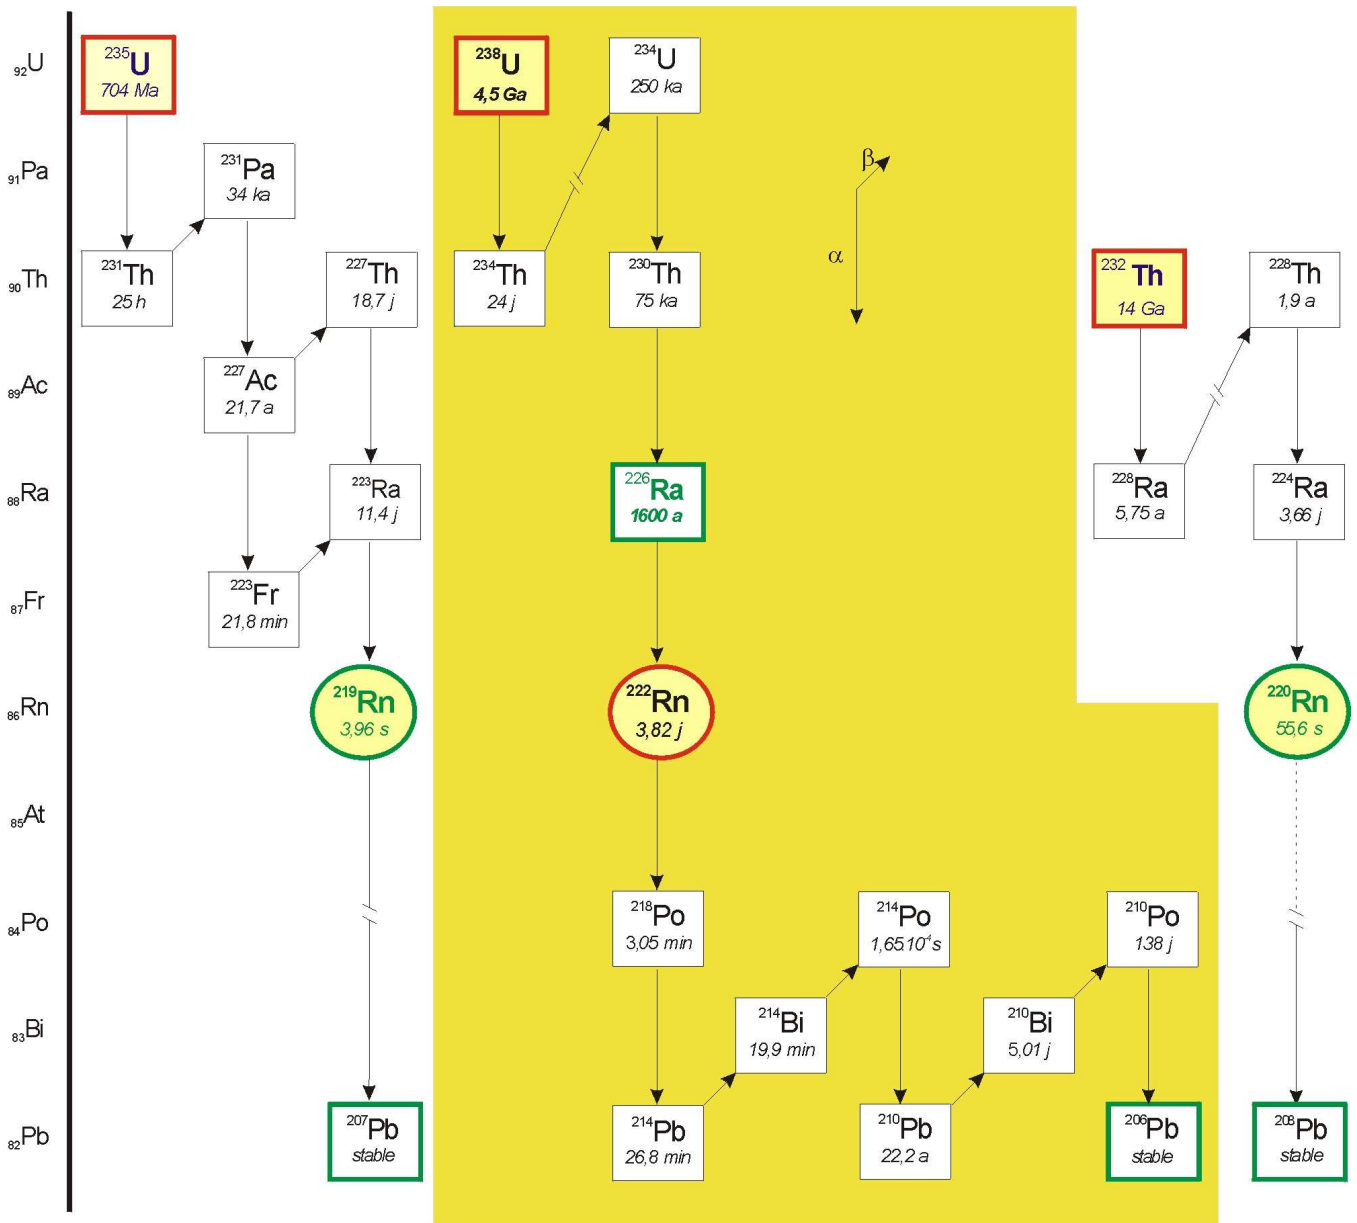 ₉₂U
²³⁵U
704 Ma
²³⁸U
4,5 Ga
²³⁴U
250 ka
₉₁Pa
²³¹Pa
34 ka
β
α
₉₀Th
²³¹Th
25 h
²²⁷Th
18,7 j
²³⁴Th
24 j
²³⁰Th
75 ka
²³² Th
14 Ga
²²⁸Th
1,9 a
₈₉Ac
²²⁷Ac
21,7 a
₈₈Ra
²²³Ra
11,4 j
²²⁶Ra
1600 a
²²⁸Ra
5,75 a
²²⁴Ra
3,66 j
₈₇Fr
²²³Fr
21,8 min
₈₆Rn
²¹⁹Rn
3,96 s
²²²Rn
3,82 j
²²⁰Rn
55,6 s
₈₅At
₈₄Po
²¹⁸Po
3,05 min
²¹⁴Po
1,65.10⁻⁴ s
²¹⁰Po
138 j
₈₃Bi
²¹⁴Bi
19,9 min
²¹⁰Bi
5,01 j
₈₂Pb
²⁰⁷Pb
stable
²¹⁴Pb
26,8 min
²¹⁰Pb
22,2 a
²⁰⁶Pb
stable
²⁰⁸Pb
stable